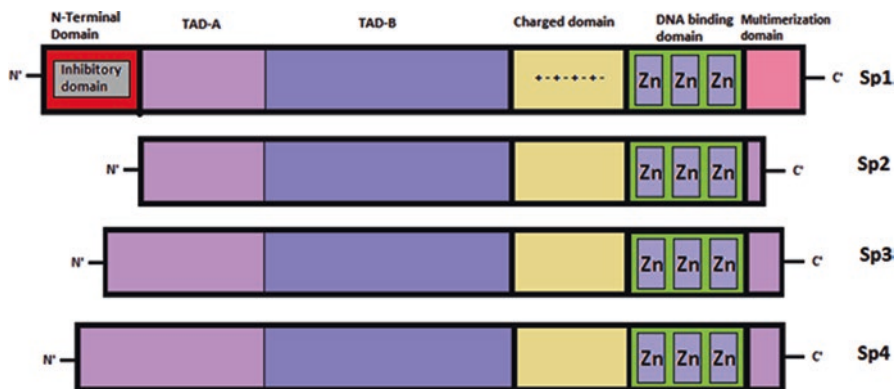 N-Terminal
Domain
TAD-A
TAD-B
Charged domain
DNA binding
domain
Multimerization
domain
N'
Inhibitory
domain
+-+-+-+-
Zn Zn Zn
C'
Sp1
N'
Zn Zn Zn
C'
Sp2
N'
Zn Zn Zn
C'
Sp3
N'
Zn Zn Zn
C'
Sp4